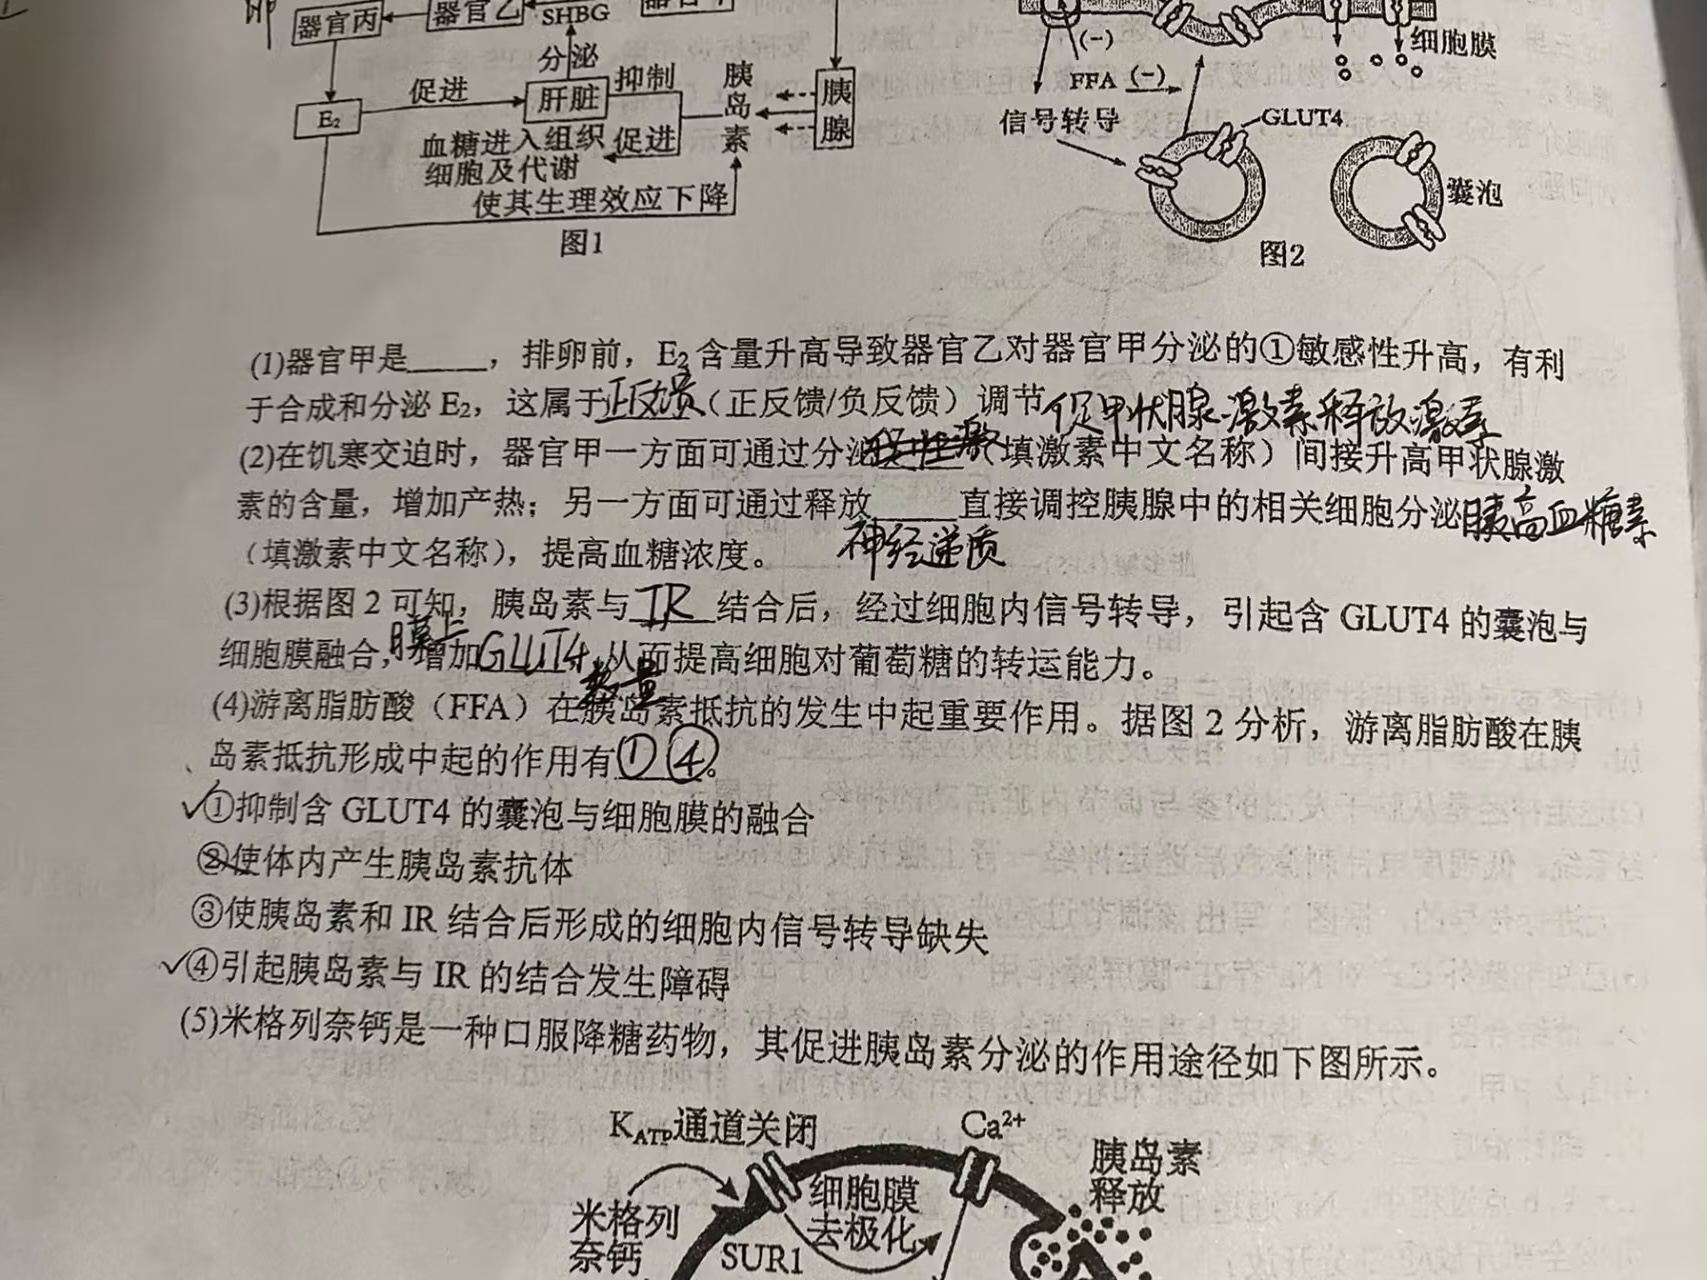 器官丙
器官乙
SHBG
分泌
促进
肝脏
抑制
胰岛素
胰腺
E₂
血糖进入组织
细胞及代谢
促进
使其生理效应下降
图1
(-)
FFA (-)
信号转导
细胞膜
GLUT4
囊泡
图2
(1)器官甲是____，排卵前，E₂含量升高导致器官乙对器官甲分泌的①敏感性升高，有利
于合成和分泌E₂，这属于正反馈（正反馈/负反馈）调节
促甲状腺激素释放激素
(2)在饥寒交迫时，器官甲一方面可通过分泌（填激素中文名称）间接升高甲状腺激
素的含量，增加产热；另一方面可通过释放____直接调控胰腺中的相关细胞分泌胰高血糖素
神经递质
（填激素中文名称），提高血糖浓度。
(3)根据图2可知，胰岛素与IR结合后，经过细胞内信号转导，引起含GLUT4的囊泡与
膜上
细胞膜融合，增加GLUT4从而提高细胞对葡萄糖的转运能力。
数量
(4)游离脂肪酸（FFA）在胰岛素抵抗的发生中起重要作用。据图2分析，游离脂肪酸在胰
岛素抵抗形成中起的作用有①④。
✓①抑制含GLUT4的囊泡与细胞膜的融合
②使体内产生胰岛素抗体
③使胰岛素和IR结合后形成的细胞内信号转导缺失
✓④引起胰岛素与IR的结合发生障碍
(5)米格列奈钙是一种口服降糖药物，其促进胰岛素分泌的作用途径如下图所示。
K_ATP通道关闭
Ca²⁺
胰岛素
释放
细胞膜
去极化
米格列
奈钙
SUR1